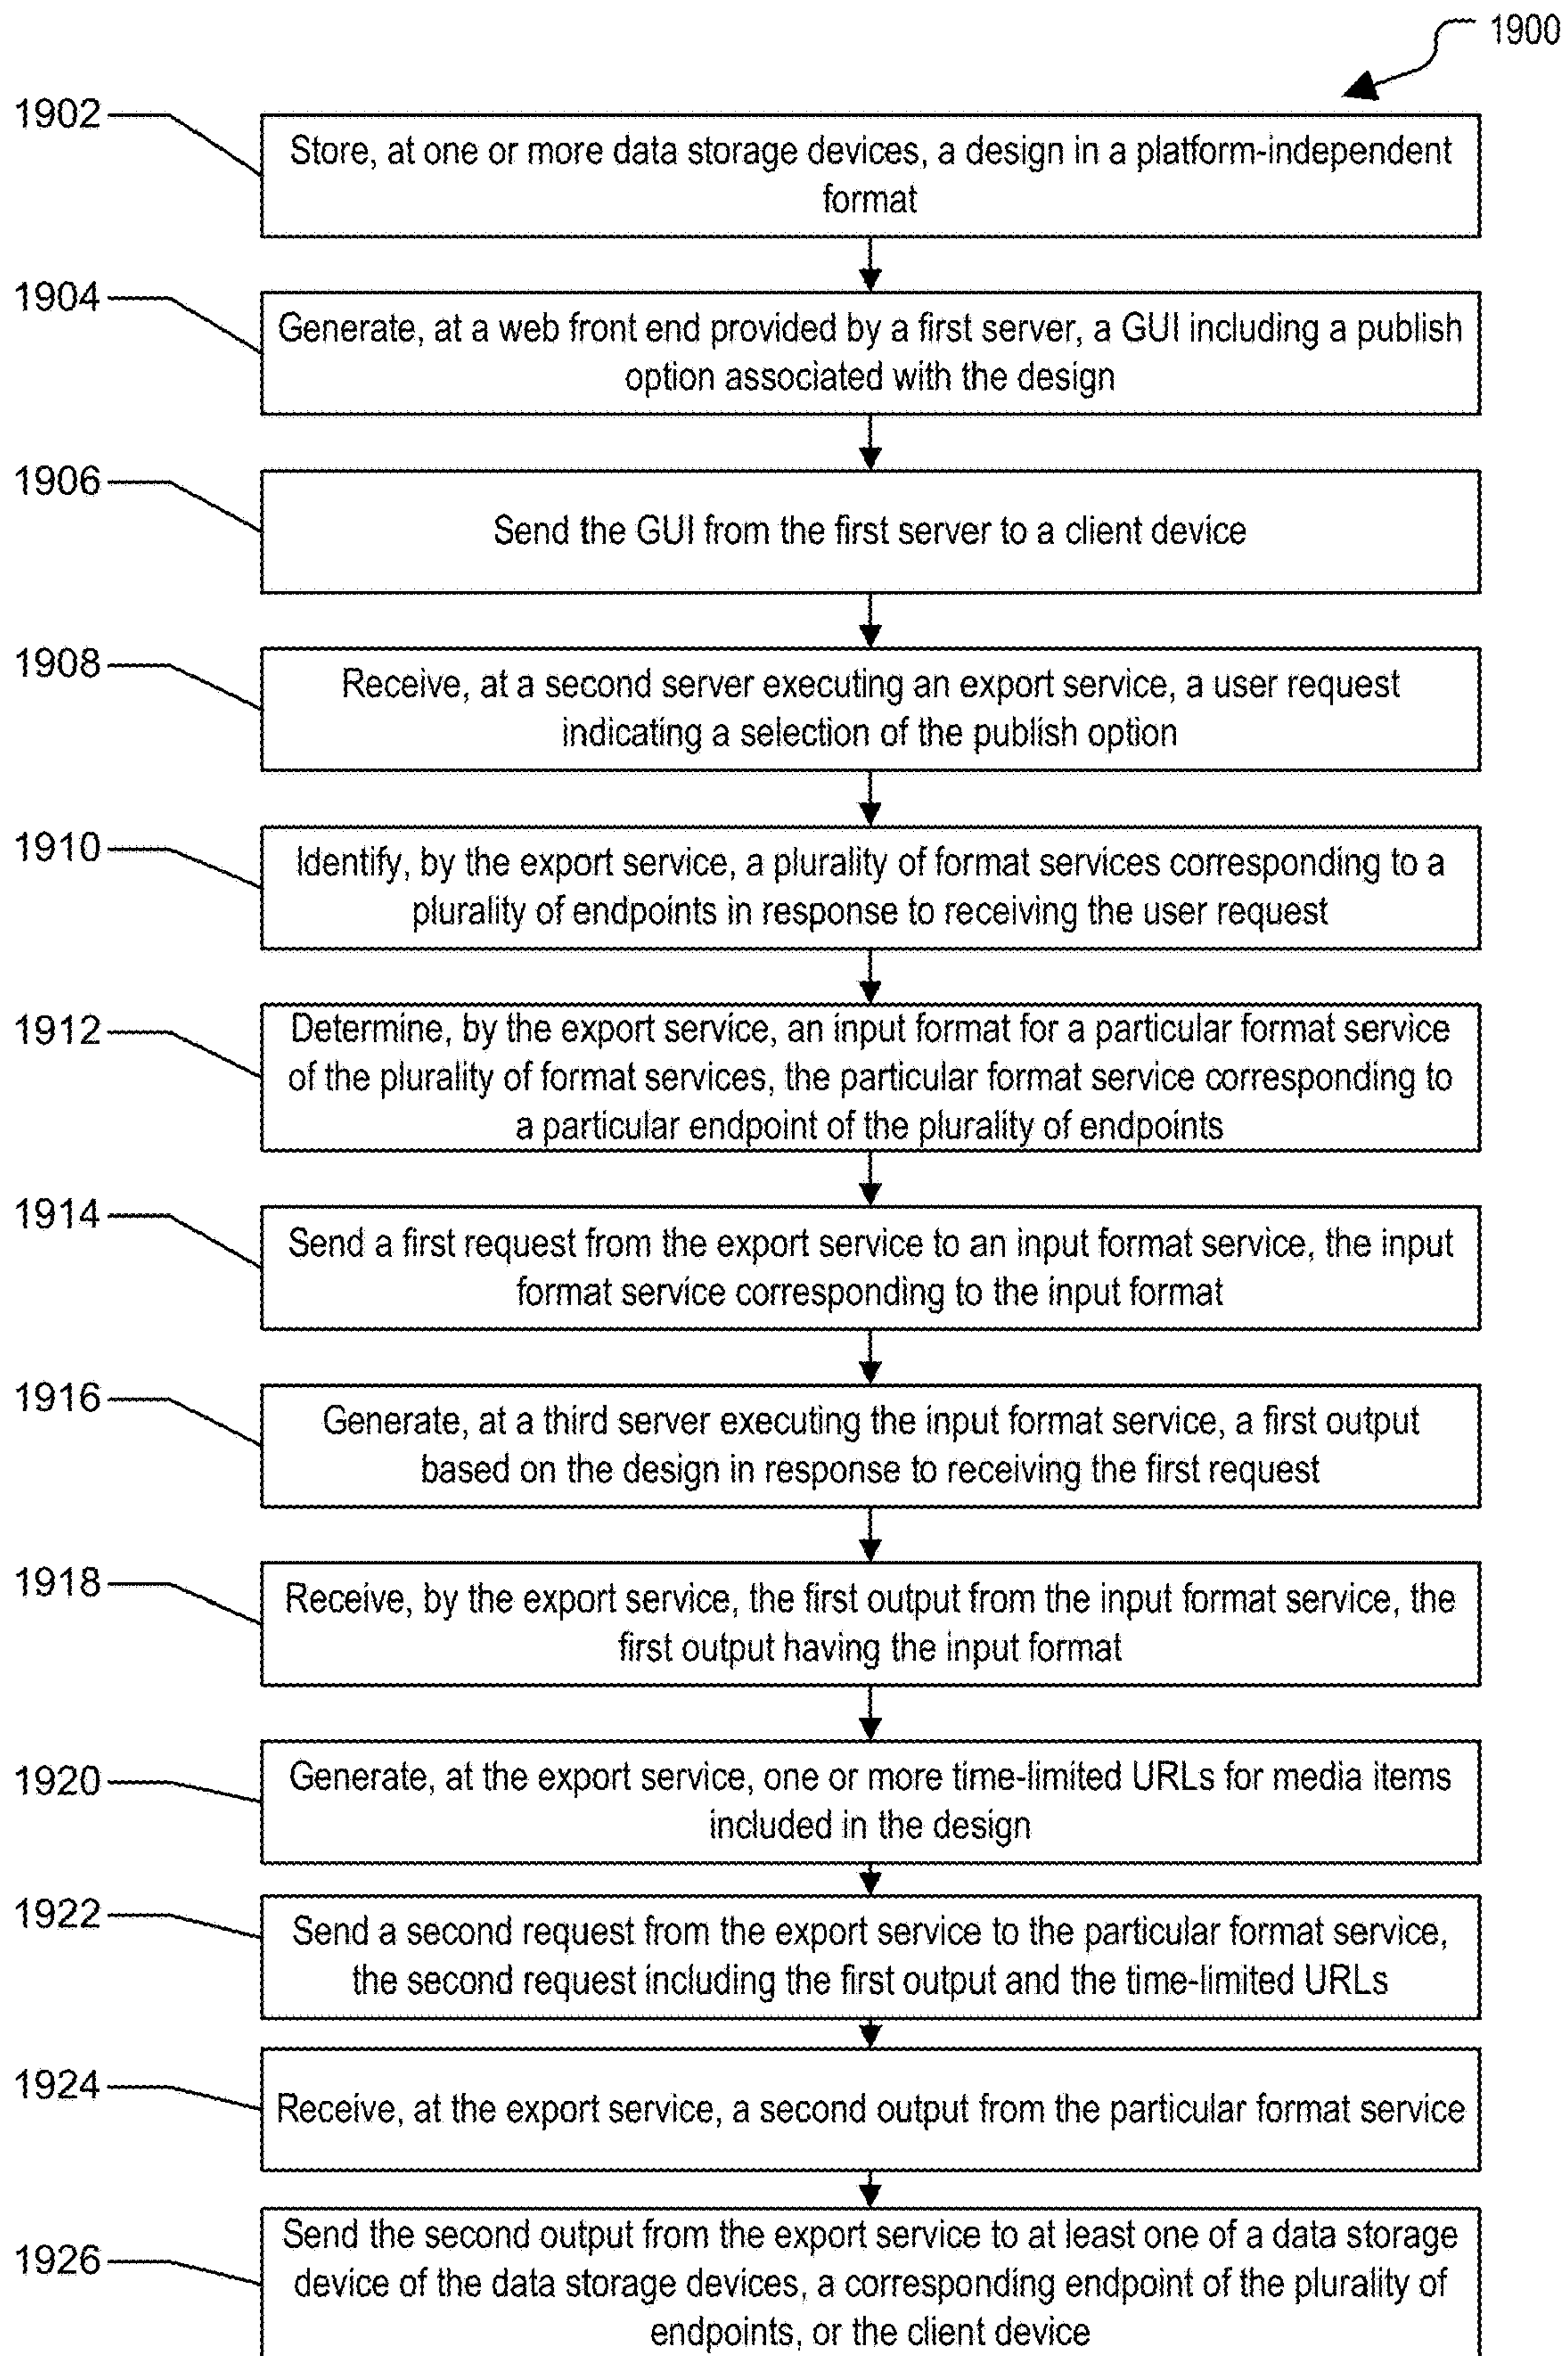 1900
1902
Store, at one or more data storage devices, a design in a platform-independent
format
1904
Generate, at a web front end provided by a first server, a GUI including a publish
option associated with the design
1906
Send the GUI from the first server to a client device
1908
Receive, at a second server executing an export service, a user request
indicating a selection of the publish option
1910
Identify, by the export service, a plurality of format services corresponding to a
plurality of endpoints in response to receiving the user request
1912
Determine, by the export service, an input format for a particular format service
of the plurality of format services, the particular format service corresponding to
a particular endpoint of the plurality of endpoints
1914
Send a first request from the export service to an input format service, the input
format service corresponding to the input format
1916
Generate, at a third server executing the input format service, a first output
based on the design in response to receiving the first request
1918
Receive, by the export service, the first output from the input format service, the
first output having the input format
1920
Generate, at the export service, one or more time-limited URLs for media items
included in the design
1922
Send a second request from the export service to the particular format service,
the second request including the first output and the time-limited URLs
1924
Receive, at the export service, a second output from the particular format service
1926
Send the second output from the export service to at least one of a data storage
device of the data storage devices, a corresponding endpoint of the plurality of
endpoints, or the client device